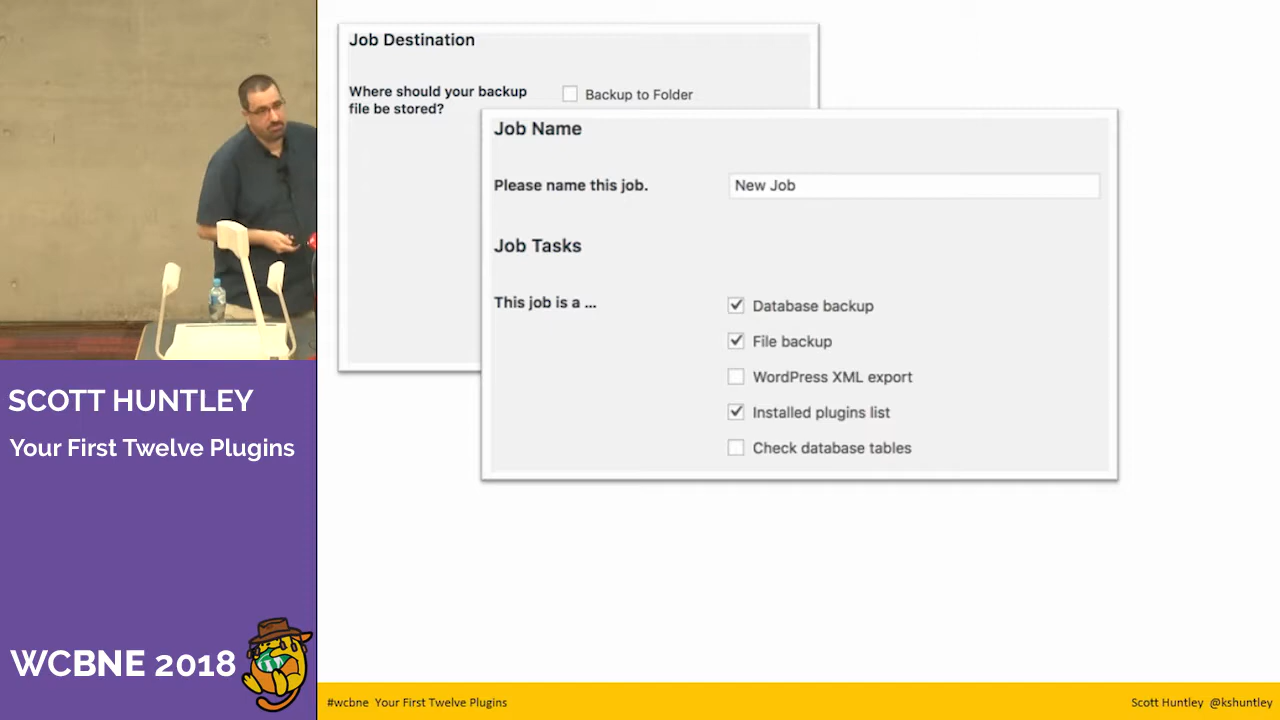 Job Destination
Where should your backup
file be stored?
Backup to Folder
Job Name
Please name this job.
New Job
Job Tasks
This job is a ...
Database backup
File backup
WordPress XML export
Installed plugins list
Check database tables
SCOTT HUNTLEY
Your First Twelve Plugins
WCBNE 2018
#wcbne Your First Twelve Plugins
Scott Huntley @kshuntley